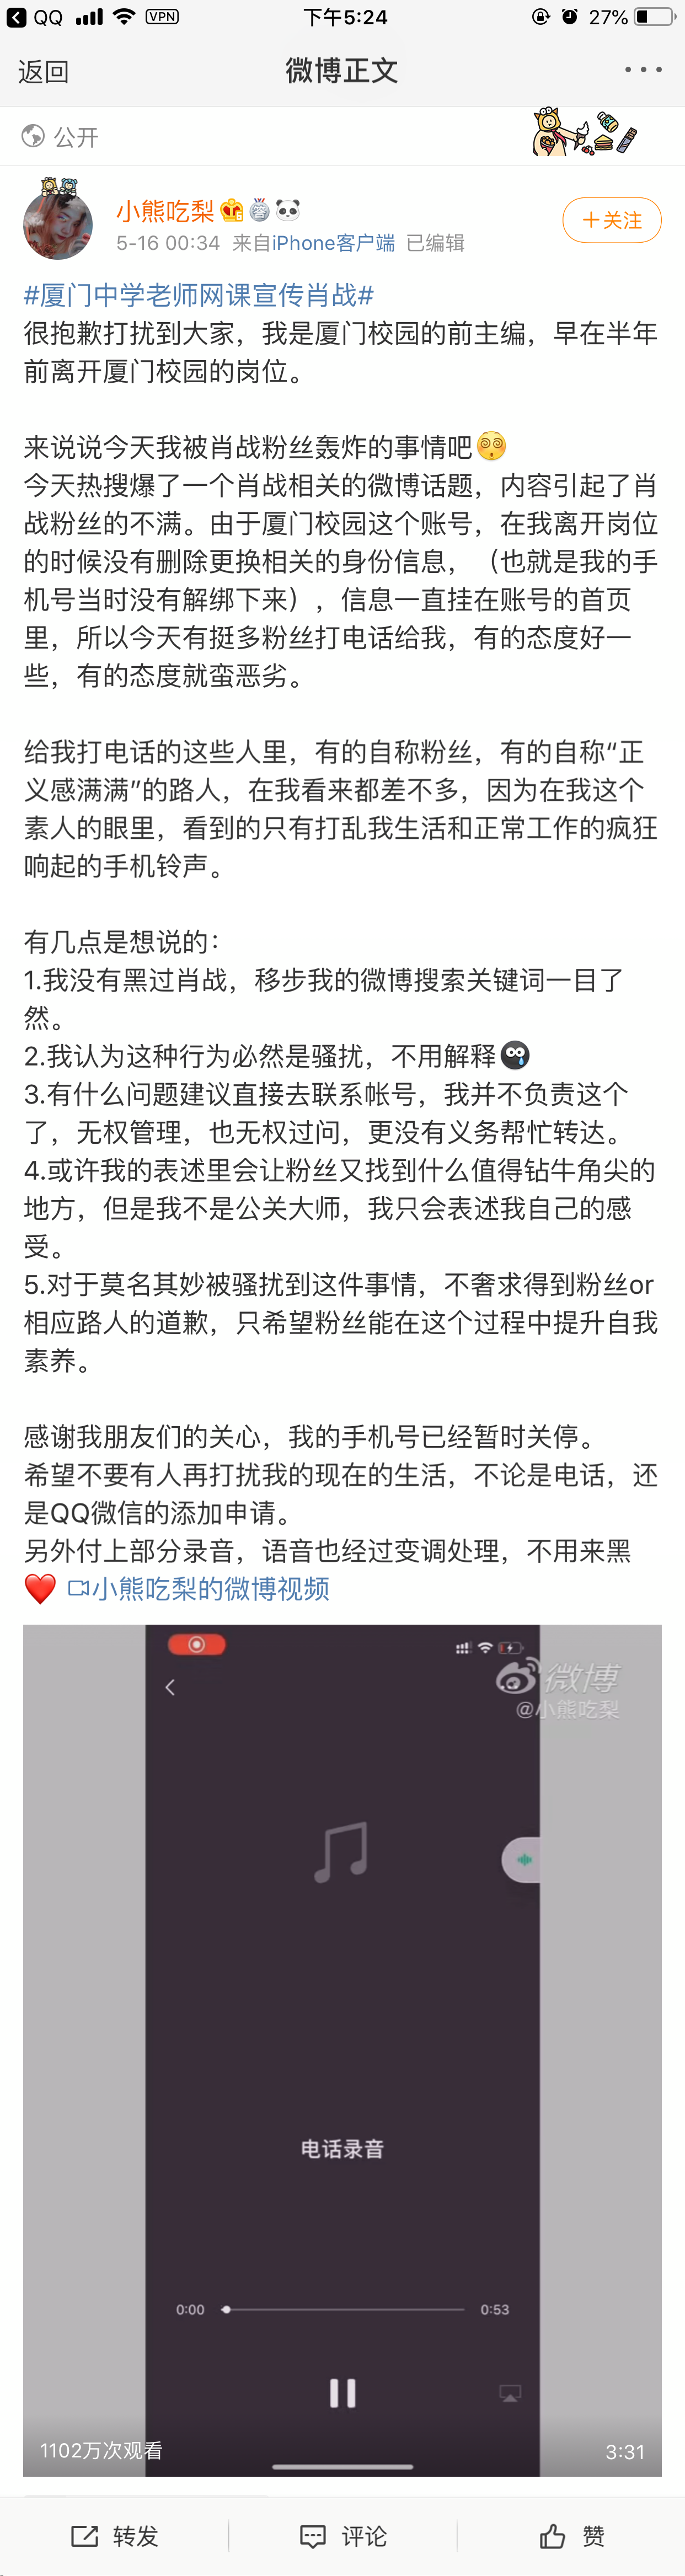 QQ VPN 下午5:24 27%
返回 微博正文
公开
小熊吃梨
5-16 00:34 来自iPhone客户端 已编辑
+关注
#厦门中学老师网课宣传肖战#
很抱歉打扰到大家，我是厦门校园的前主编，早在半年
前离开厦门校园的岗位。
来说说今天我被肖战粉丝轰炸的事情吧
今天热搜爆了一个肖战相关的微博话题，内容引起了肖
战粉丝的不满。由于厦门校园这个账号，在我离开岗位
的时候没有删除更换相关的身份信息，（也就是我的手
机号当时没有解绑下来），信息一直挂在账号的首页
里，所以今天有挺多粉丝打电话给我，有的态度好一
些，有的态度就蛮恶劣。
给我打电话的这些人里，有的自称粉丝，有的自称“正
义感满满”的路人，在我看来都差不多，因为在我这个
素人的眼里，看到的只有打乱我生活和正常工作的疯狂
响起的手机铃声。
有几点是想说的：
1.我没有黑过肖战，移步我的微博搜索关键词一目了
然。
2.我认为这种行为必然是骚扰，不用解释
3.有什么问题建议直接去联系帐号，我并不负责这个
了，无权管理，也无权过问，更没有义务帮忙转达。
4.或许我的表述里会让粉丝又找到什么值得钻牛角尖的
地方，但是我不是公关大师，我只会表述我自己的感
受。
5.对于莫名其妙被骚扰到这件事情，不奢求得到粉丝or
相应路人的道歉，只希望粉丝能在这个过程中提升自我
素养。
感谢我朋友们的关心，我的手机号已经暂时关停。
希望不要有人再打扰我的现在的生活，不论是电话，还
是QQ微信的添加申请。
另外付上部分录音，语音也经过变调处理，不用来黑
❤️ 小熊吃梨的微博视频
微博
@小熊吃梨
电话录音
0:00 0:53
1102万次观看 3:31
转发 评论 赞